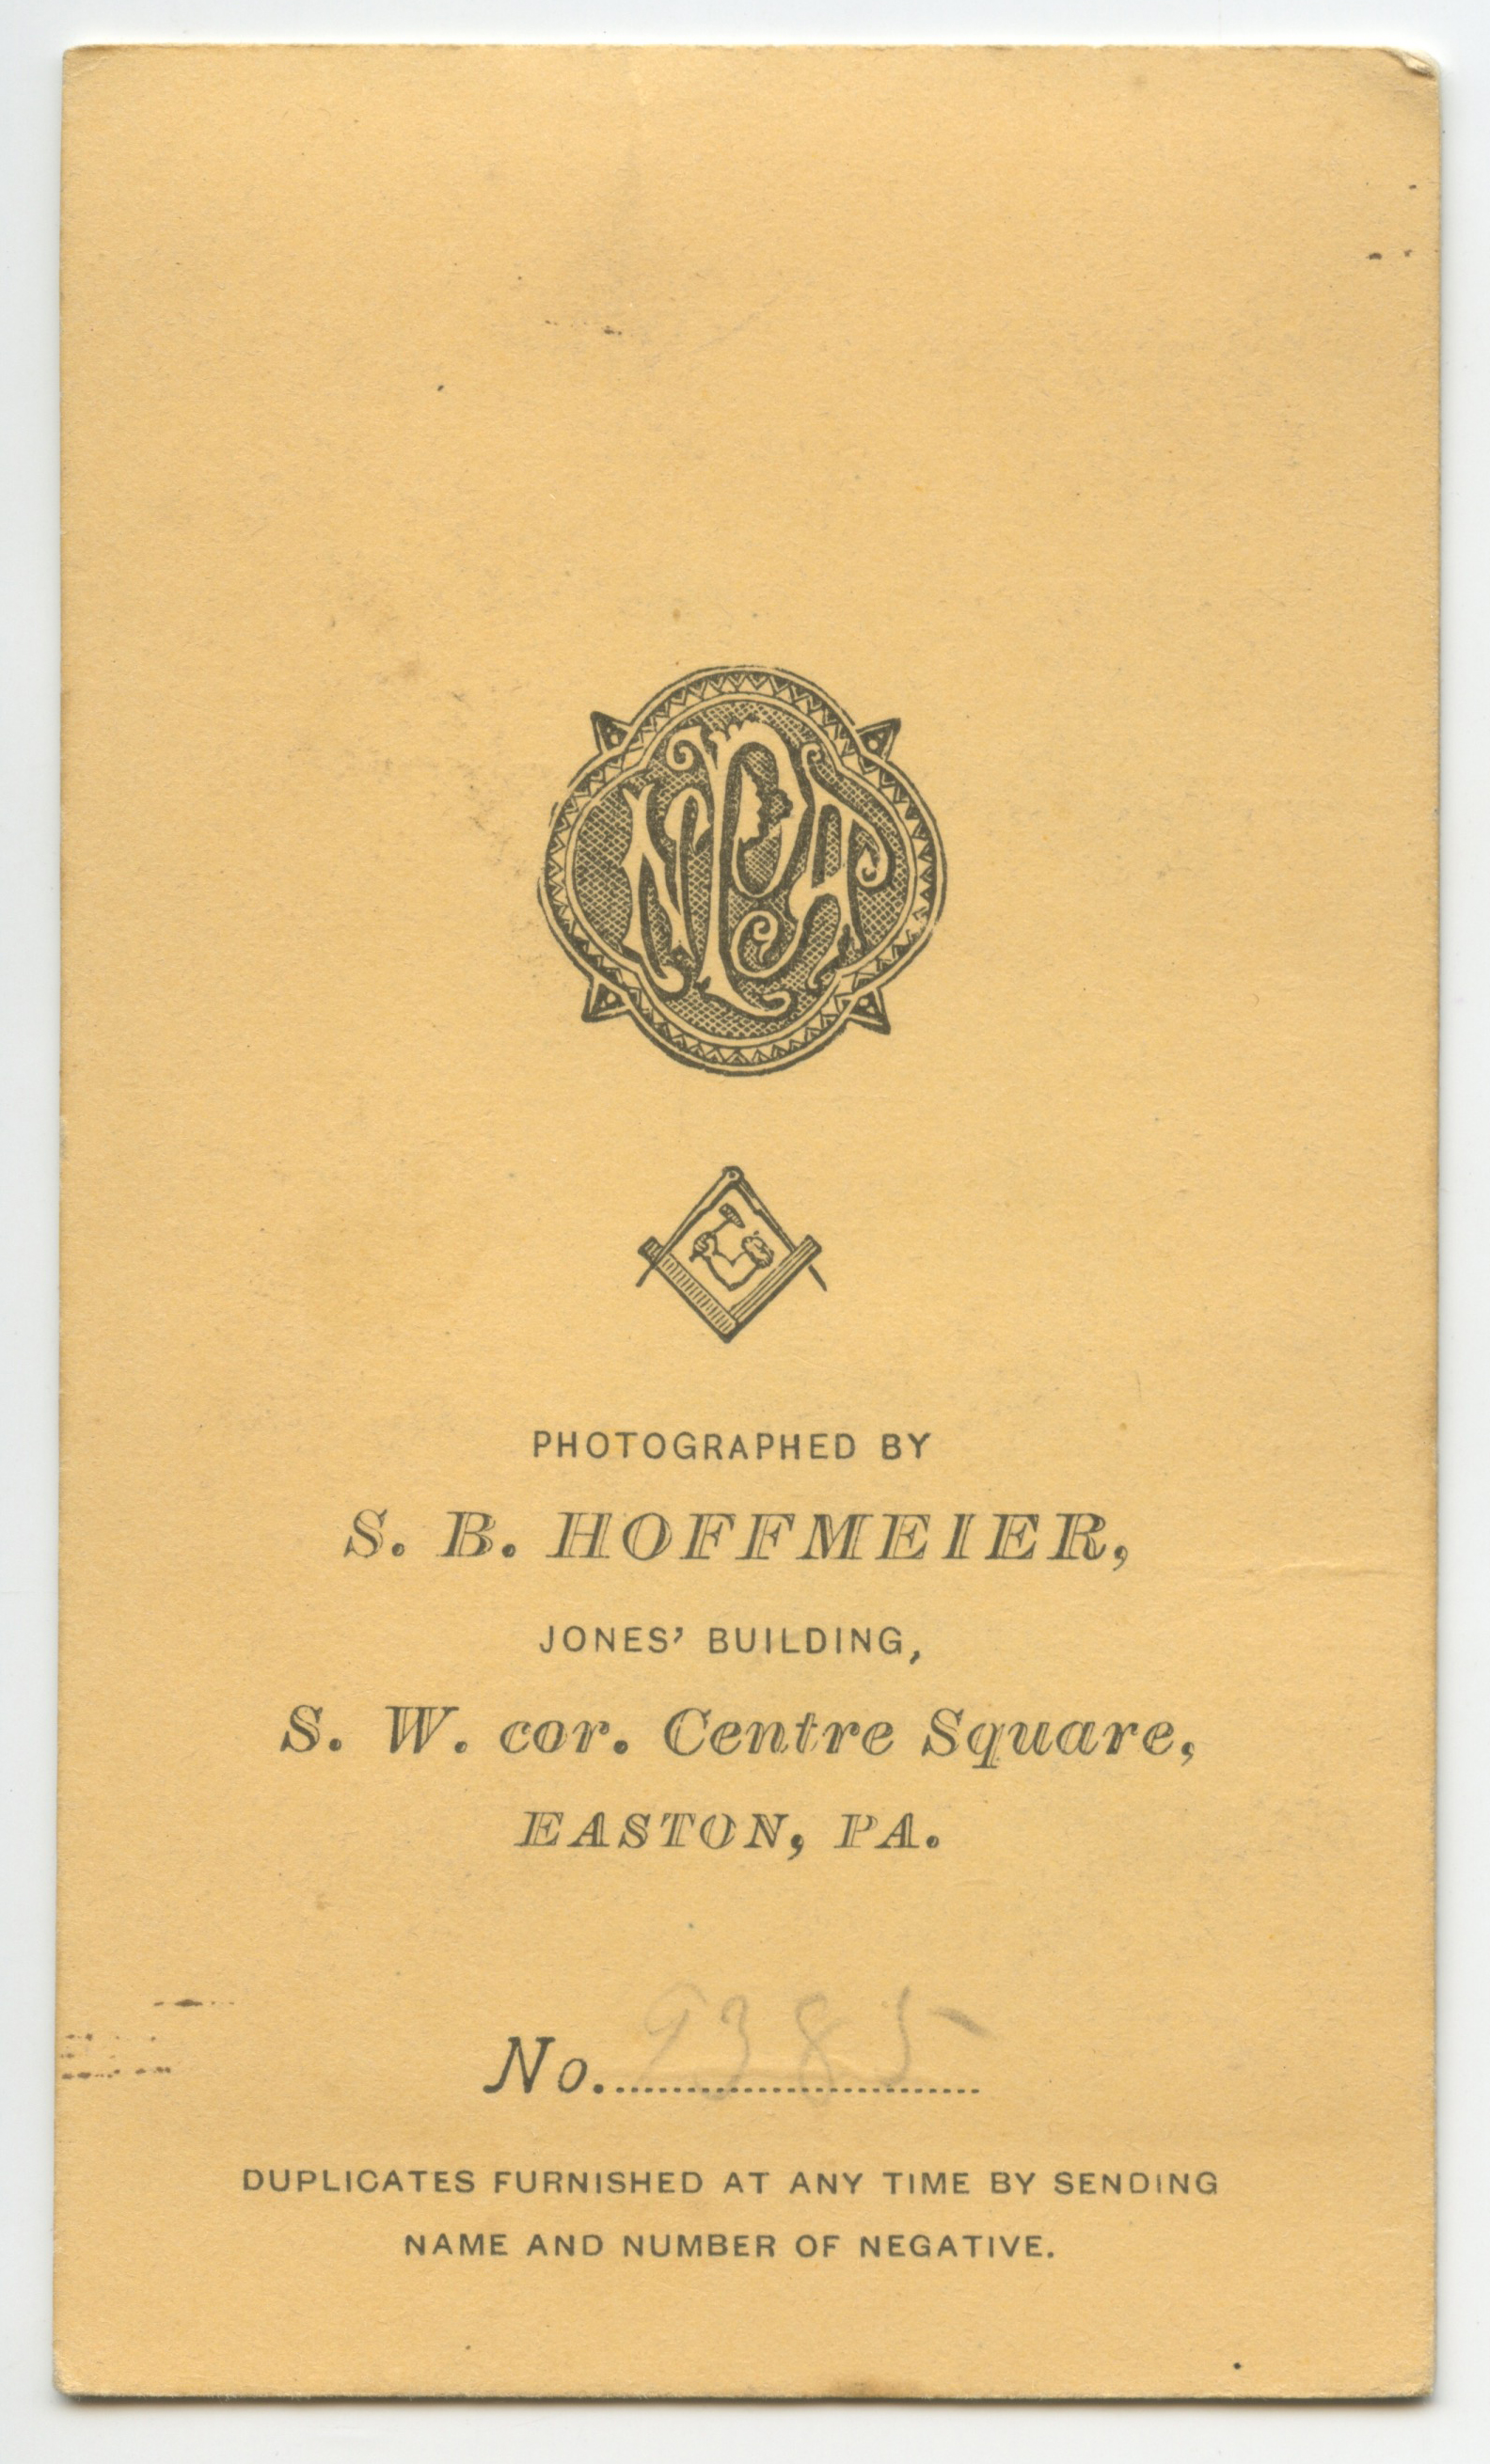 NPA
PHOTOGRAPHED BY
S. B. HOFFMEIER,
JONES' BUILDING,
S. W. cor. Centre Square,
EASTON, PA.
No. 9385
DUPLICATES FURNISHED AT ANY TIME BY SENDING
NAME AND NUMBER OF NEGATIVE.